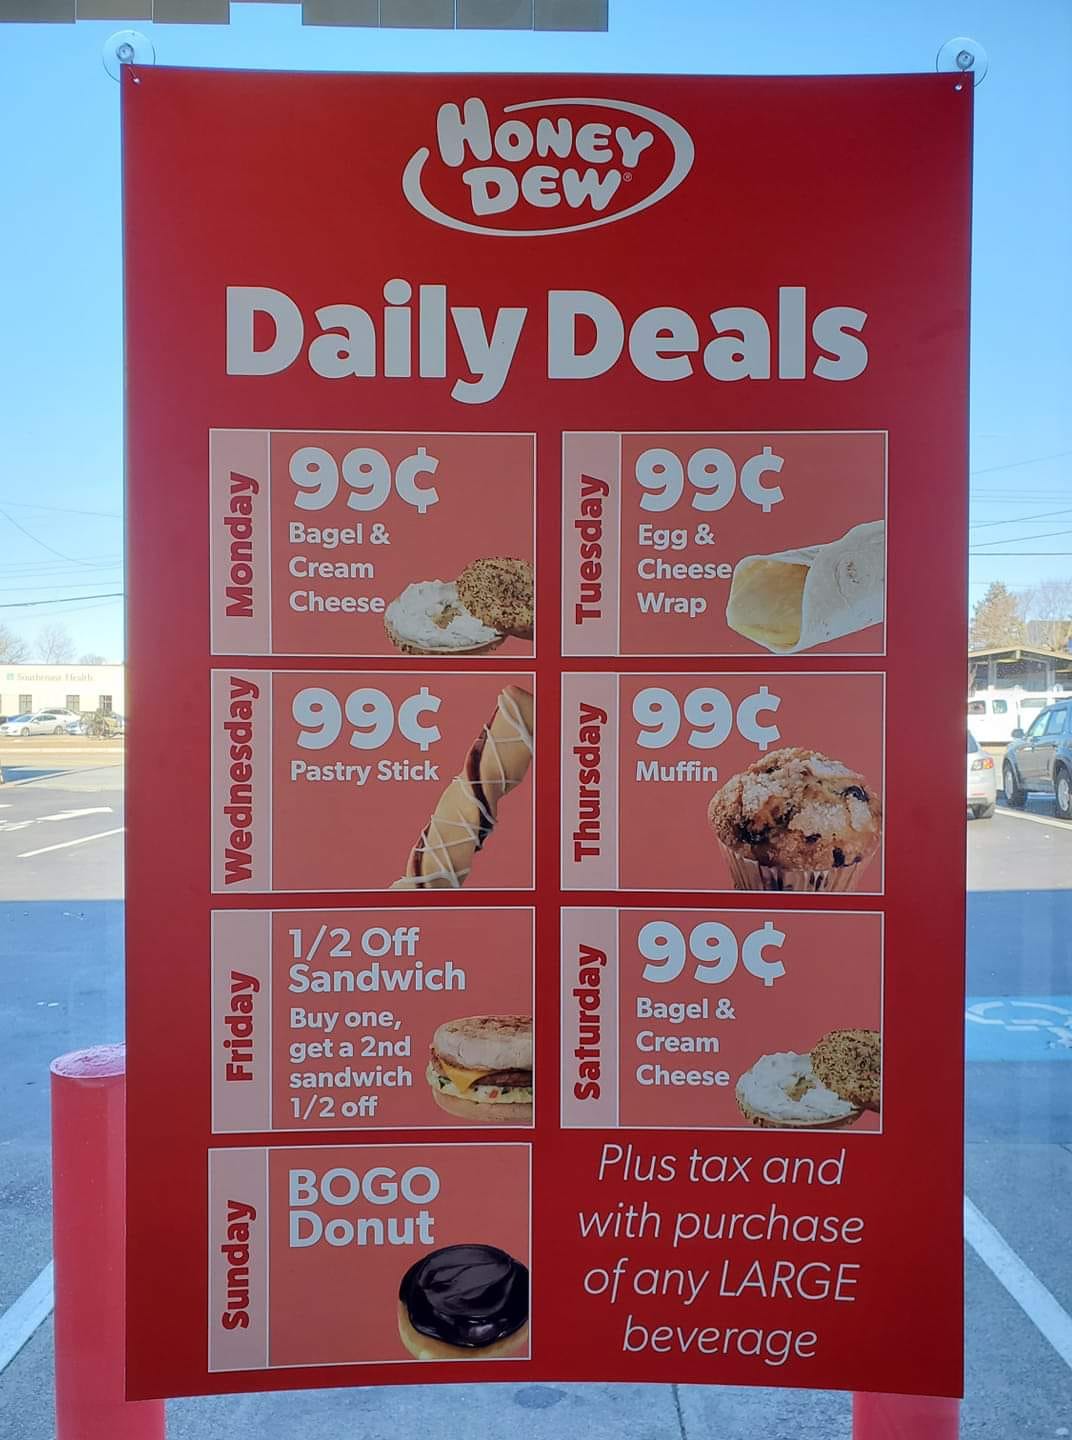 HONEY
DEW®
Daily Deals
Monday
99¢
Bagel &
Cream
Cheese
Tuesday
99¢
Egg &
Cheese
Wrap
Wednesday
99¢
Pastry Stick
Thursday
99¢
Muffin
Friday
1/2 Off
Sandwich
Buy one,
get a 2nd
sandwich
1/2 off
Saturday
99¢
Bagel &
Cream
Cheese
Sunday
BOGO
Donut
Plus tax and
with purchase
of any LARGE
beverage
Southcoast Health